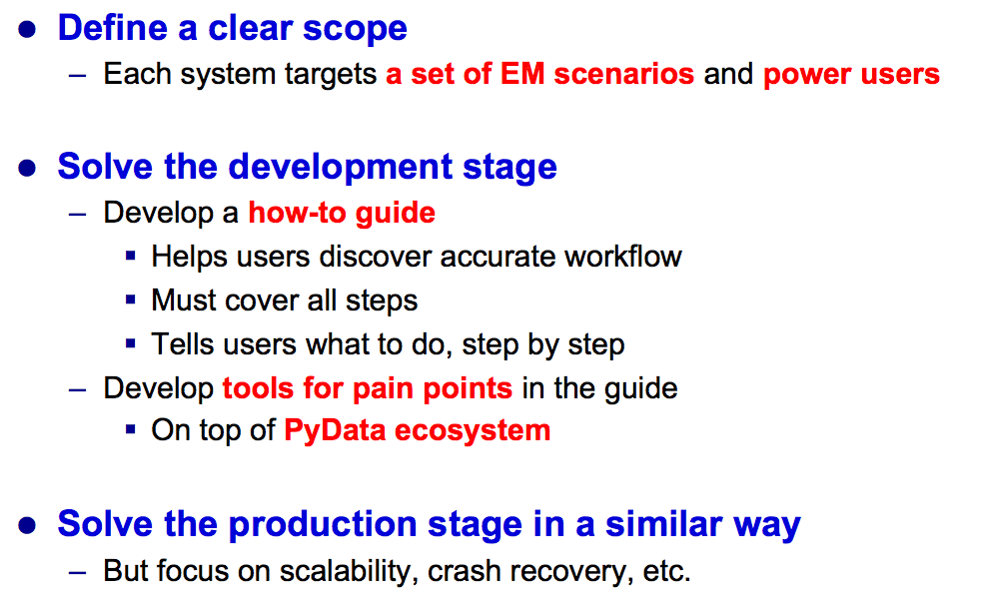 ● Define a clear scope
– Each system targets a set of EM scenarios and power users
● Solve the development stage
– Develop a how-to guide
▪ Helps users discover accurate workflow
▪ Must cover all steps
▪ Tells users what to do, step by step
– Develop tools for pain points in the guide
▪ On top of PyData ecosystem
● Solve the production stage in a similar way
– But focus on scalability, crash recovery, etc.